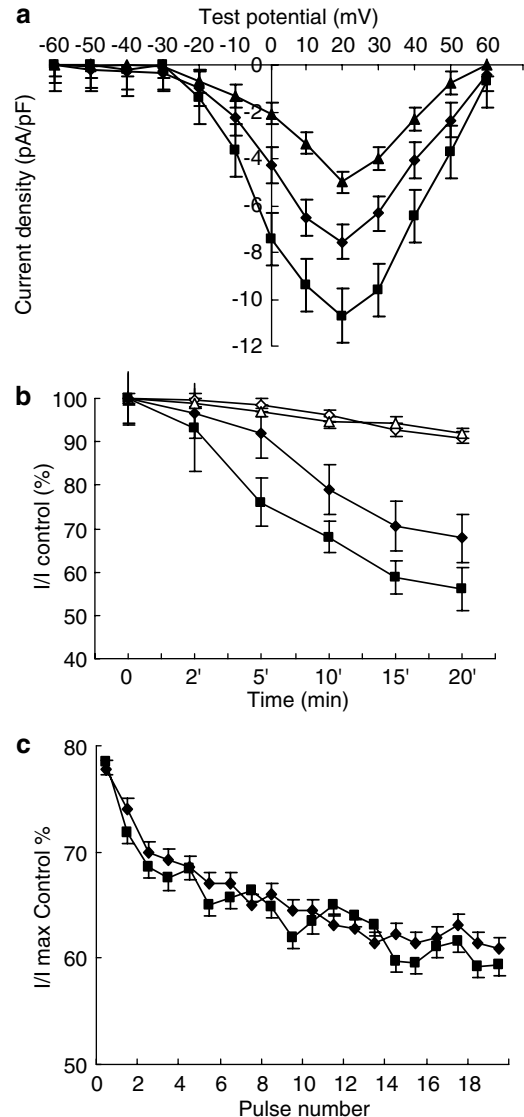 a
Test potential (mV)
-60 -50 -40 -30 -20 -10 0 10 20 30 40 50 60
Current density (pA/pF)
0
-2
-4
-6
-8
-10
-12
b
I/I control (%)
100
90
80
70
60
50
40
0 2' 5' 10' 15' 20'
Time (min)
c
I/I max Control %
80
70
60
50
0 2 4 6 8 10 12 14 16 18
Pulse number